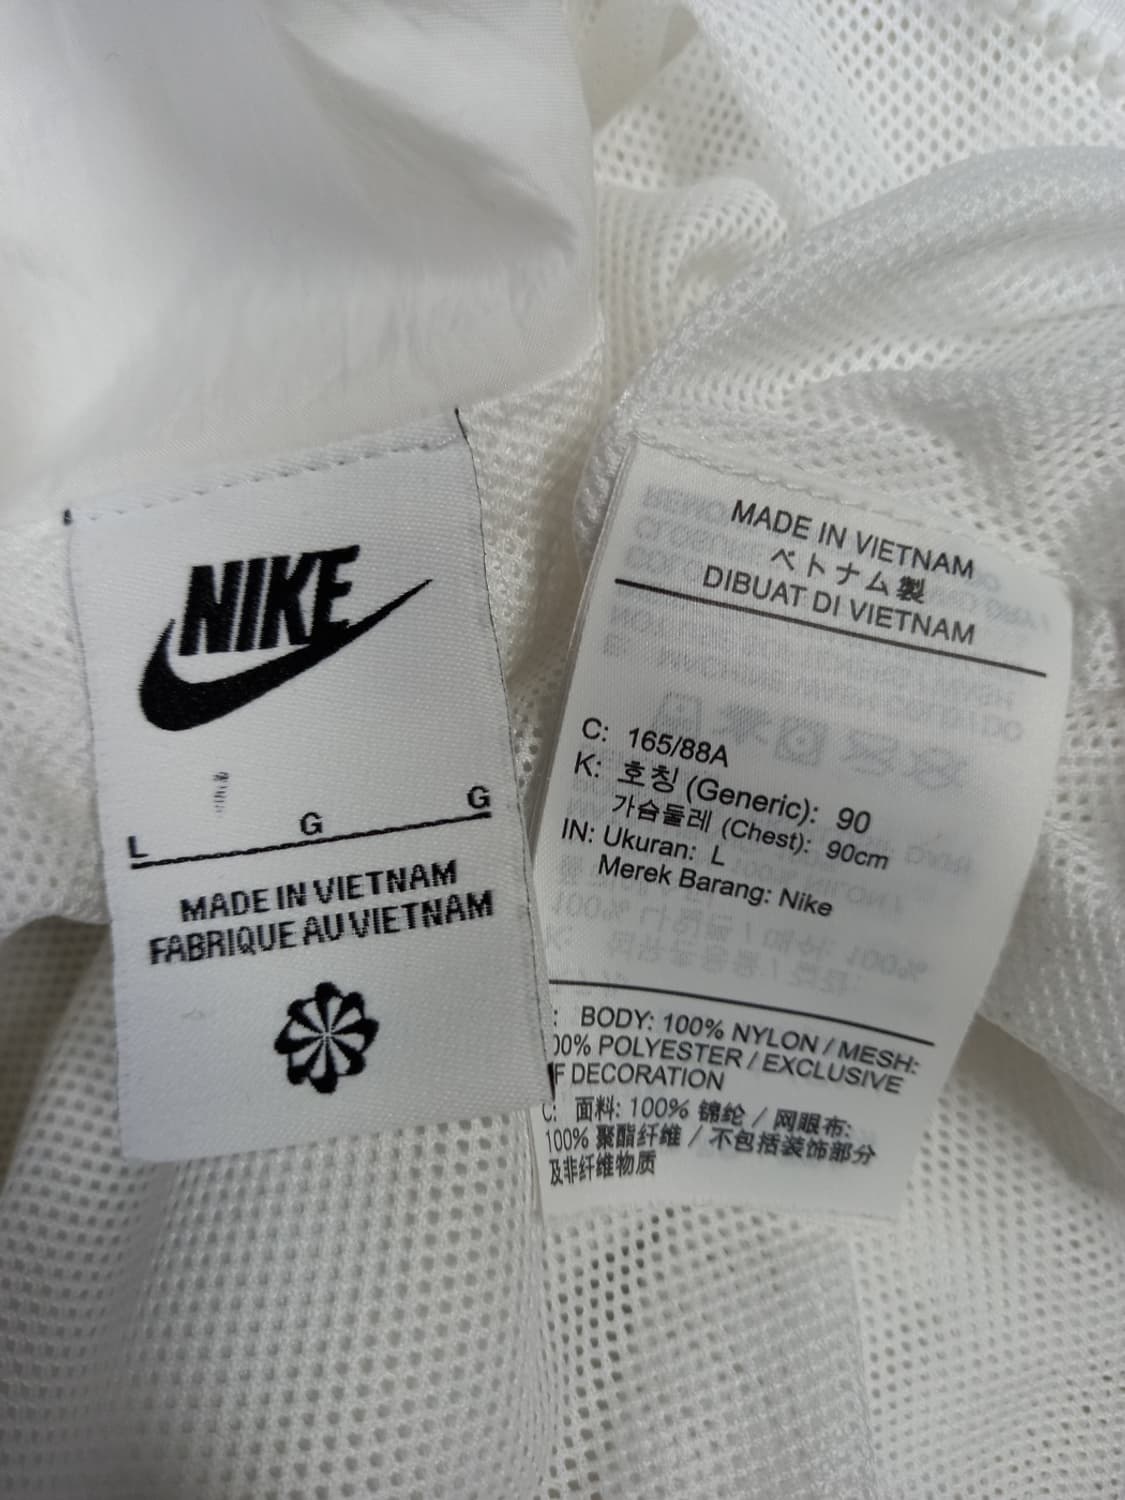 NIKE
L G G
MADE IN VIETNAM
FABRIQUE AU VIETNAM
MADE IN VIETNAM
ベトナム製
DIBUAT DI VIETNAM
C: 165/88A
K: 호칭 (Generic): 90
가슴둘레 (Chest): 90cm
IN: Ukuran: L
Merek Barang: Nike
: BODY: 100% NYLON / MESH:
00% POLYESTER / EXCLUSIVE
F DECORATION
C: 面料: 100% 锦纶 / 网眼布:
100% 聚酯纤维 / 不包括装饰部分
及非纤维物质